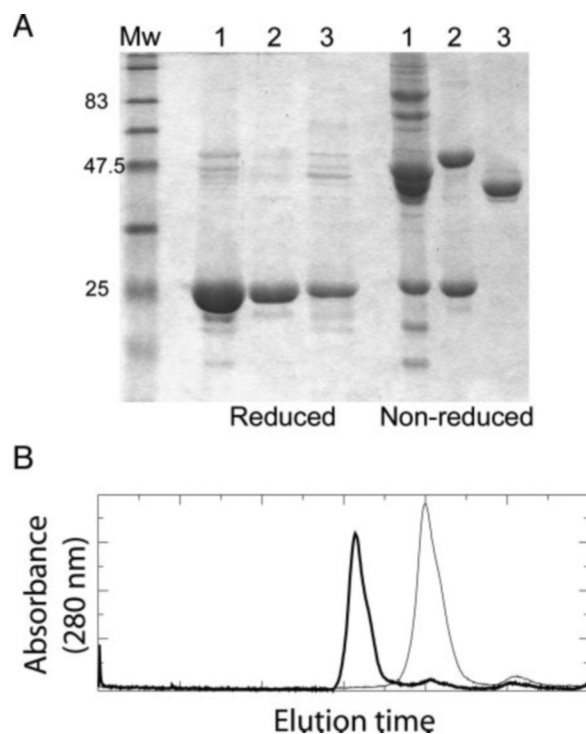 A
Mw 1 2 3 1 2 3
83
47.5
25
Reduced Non-reduced
B
Absorbance
(280 nm)
Elution time